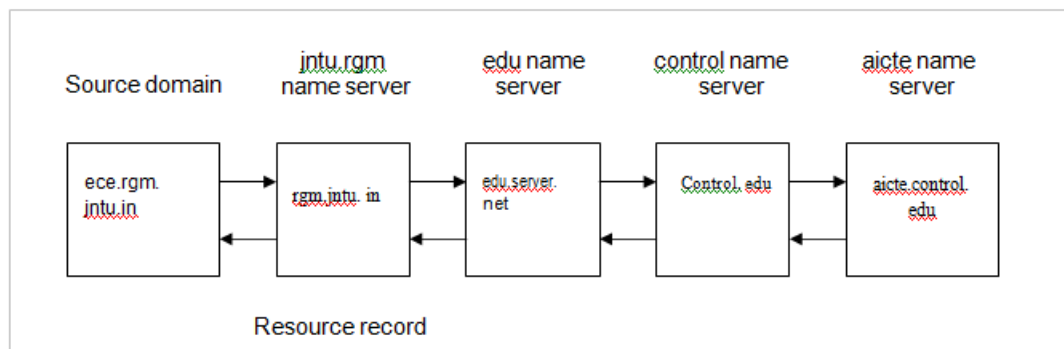 Source domain
jntu.rgm
name server
edu name
server
control name
server
aicte name
server
ece.rgm.
jntu.in
rgm.jntu. in
edu.server.
net
Control. edu
aicte.control.
edu
Resource record